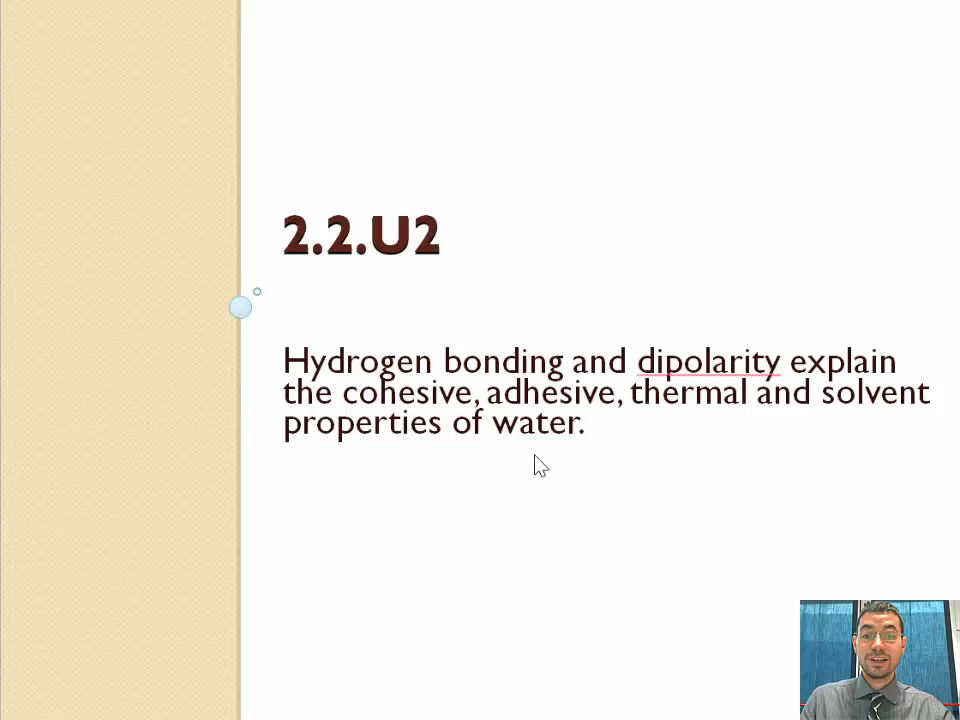 2.2.U2
Hydrogen bonding and dipolarity explain
the cohesive, adhesive, thermal and solvent
properties of water.